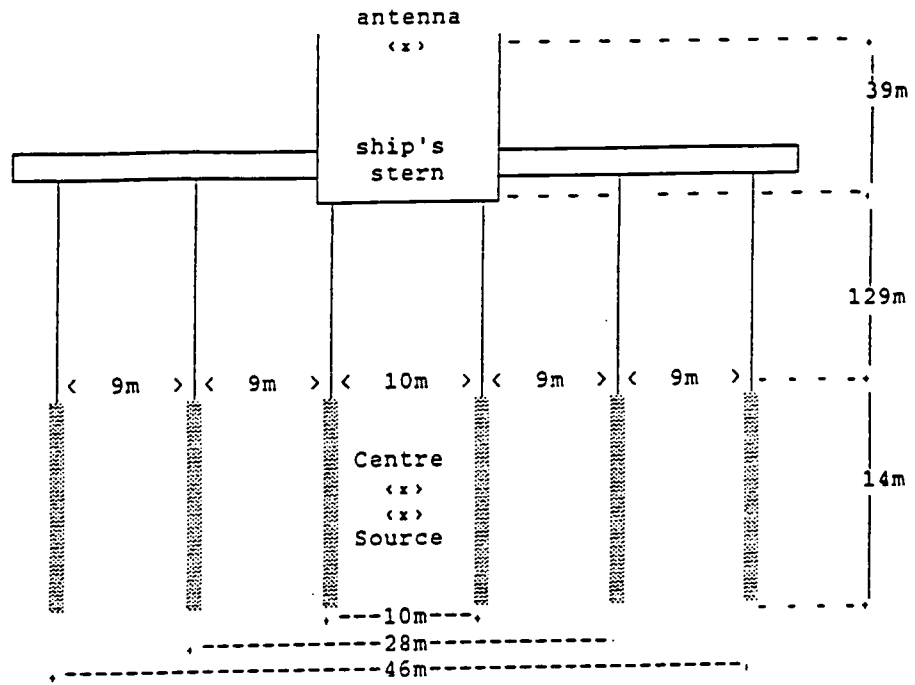 antenna
<x>
39m
ship's
stern
129m
< 9m > < 9m > < 10m > < 9m > < 9m >
Centre
<x>
<x>
Source
14m
10m
28m
46m